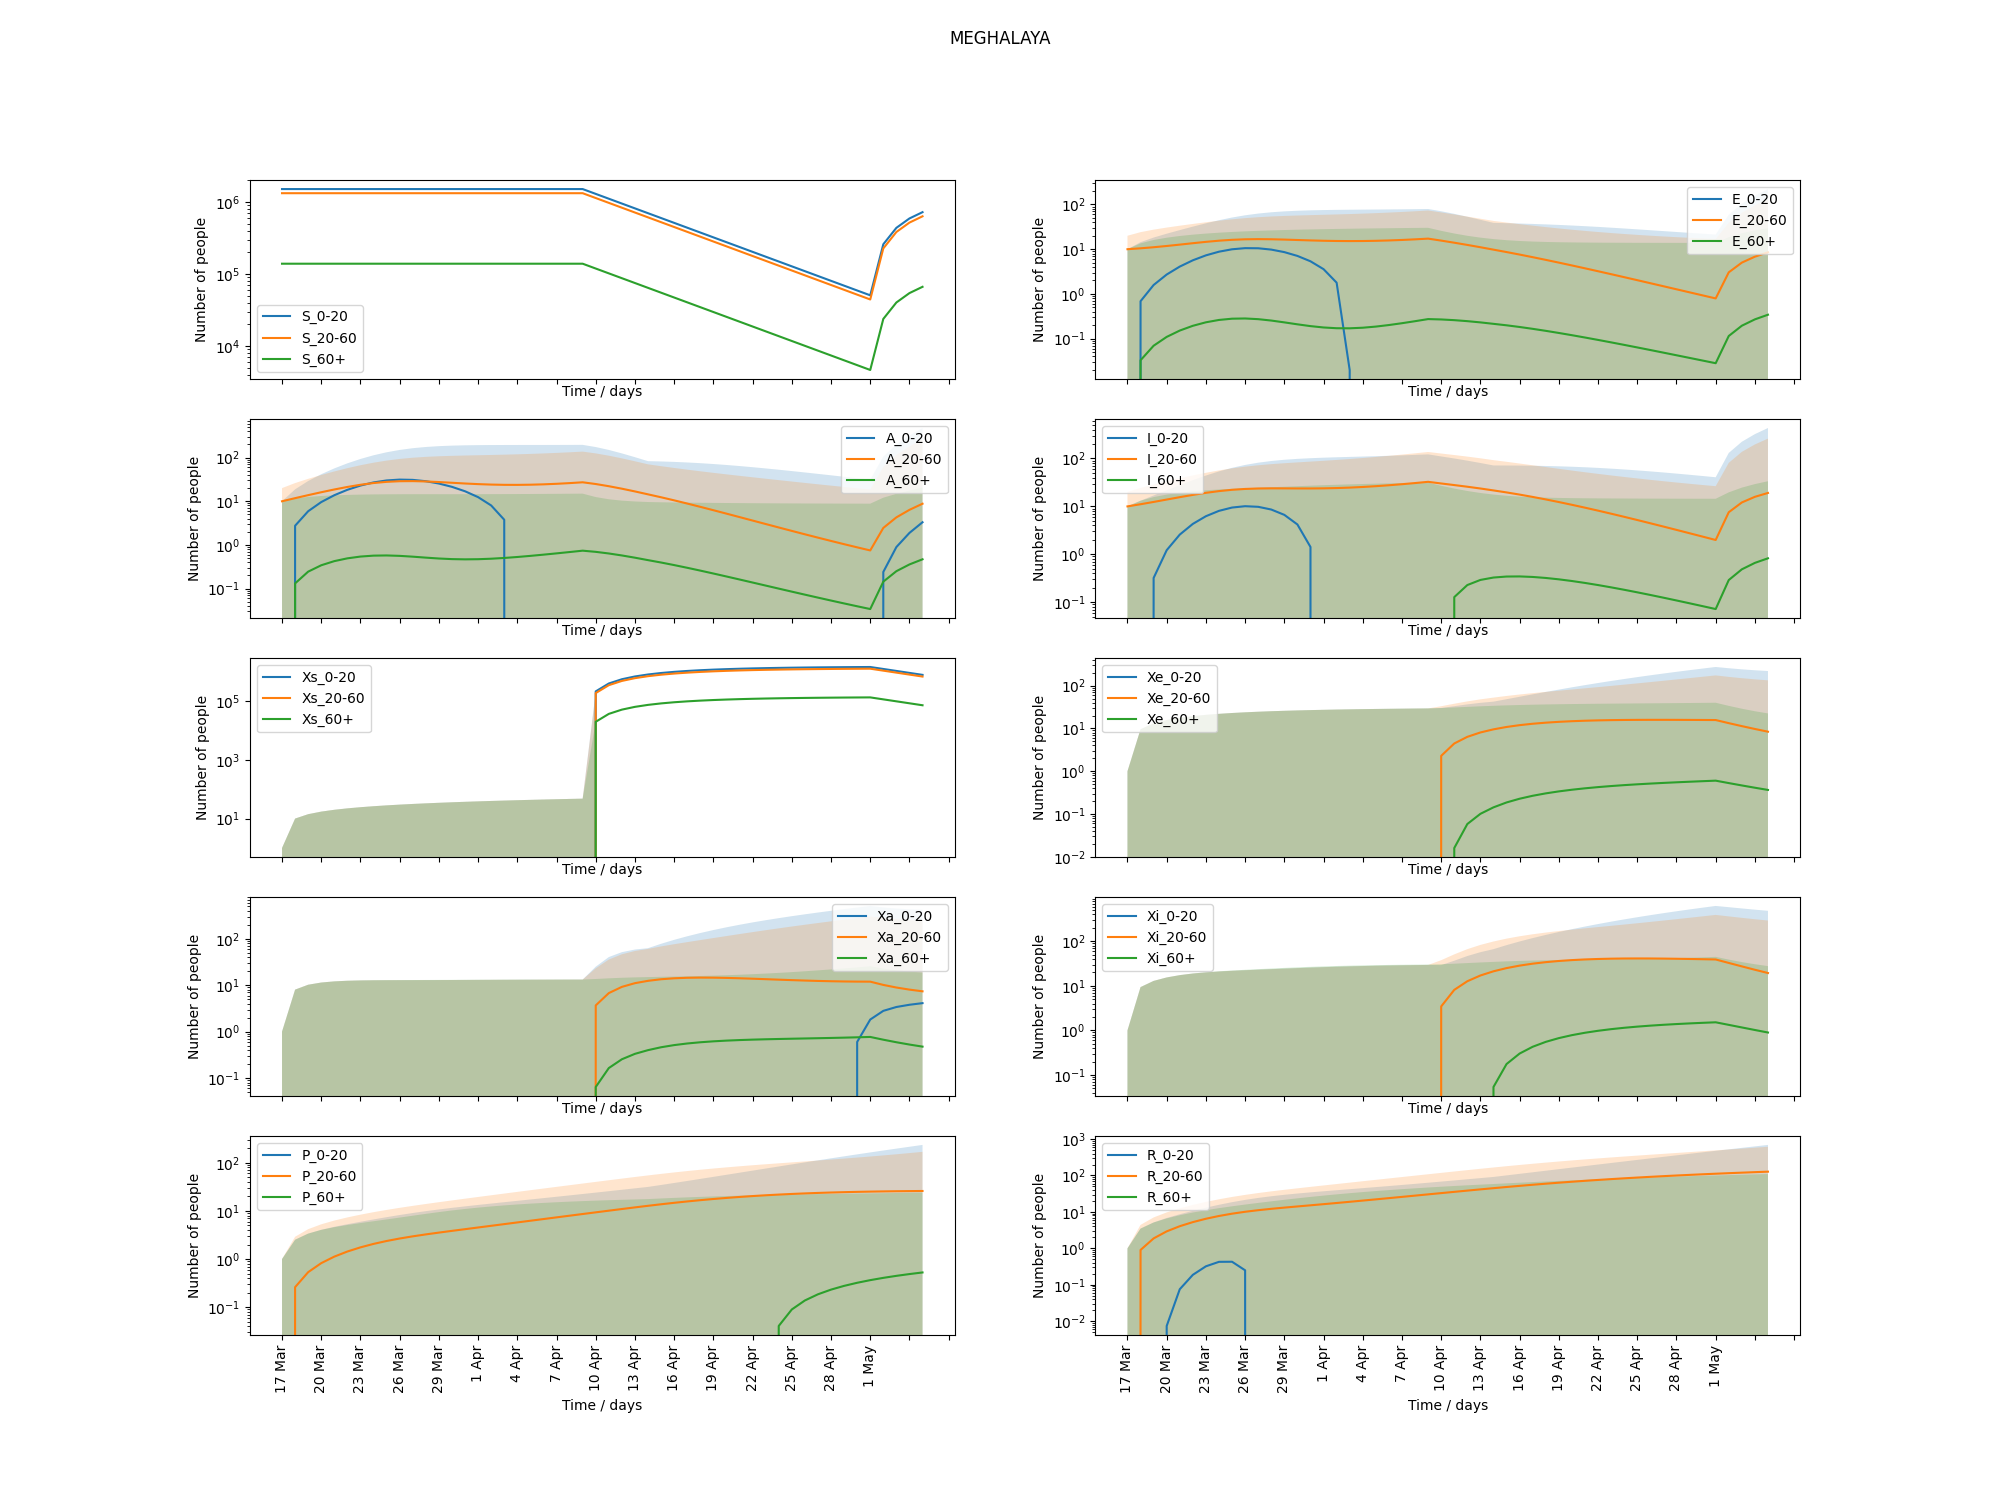 MEGHALAYA
Number of people
10^6
10^5
10^4
S_0-20
S_20-60
S_60+
Time / days
Number of people
10^2
10^1
10^0
10^-1
E_0-20
E_20-60
E_60+
Time / days
Number of people
10^2
10^1
10^0
10^-1
A_0-20
A_20-60
A_60+
Time / days
Number of people
10^2
10^1
10^0
10^-1
I_0-20
I_20-60
I_60+
Time / days
Number of people
10^5
10^3
10^1
Xs_0-20
Xs_20-60
Xs_60+
Time / days
Number of people
10^2
10^1
10^0
10^-1
10^-2
Xe_0-20
Xe_20-60
Xe_60+
Time / days
Number of people
10^2
10^1
10^0
10^-1
Xa_0-20
Xa_20-60
Xa_60+
Time / days
Number of people
10^2
10^1
10^0
10^-1
Xi_0-20
Xi_20-60
Xi_60+
Time / days
Number of people
10^2
10^1
10^0
10^-1
P_0-20
P_20-60
P_60+
17 Mar
20 Mar
23 Mar
26 Mar
29 Mar
1 Apr
4 Apr
7 Apr
10 Apr
13 Apr
16 Apr
19 Apr
22 Apr
25 Apr
28 Apr
1 May
Time / days
Number of people
10^3
10^2
10^1
10^0
10^-1
10^-2
R_0-20
R_20-60
R_60+
17 Mar
20 Mar
23 Mar
26 Mar
29 Mar
1 Apr
4 Apr
7 Apr
10 Apr
13 Apr
16 Apr
19 Apr
22 Apr
25 Apr
28 Apr
1 May
Time / days